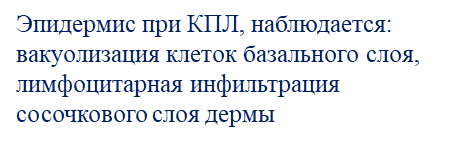 Эпидермис при КПЛ, наблюдается:
вакуолизация клеток базального слоя,
лимфоцитарная инфильтрация
сосочкового слоя дермы